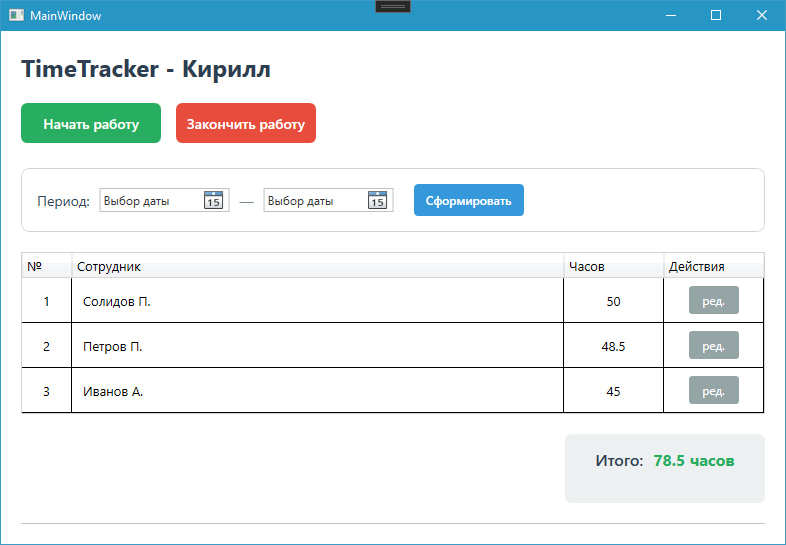 MainWindow
TimeTracker - Кирилл
Начать работу Закончить работу
Период: Выбор даты 15 — Выбор даты 15 Сформировать
№ Сотрудник Часов Действия
1 Солидов П. 50 ред.
2 Петров П. 48.5 ред.
3 Иванов А. 45 ред.
Итого: 78.5 часов